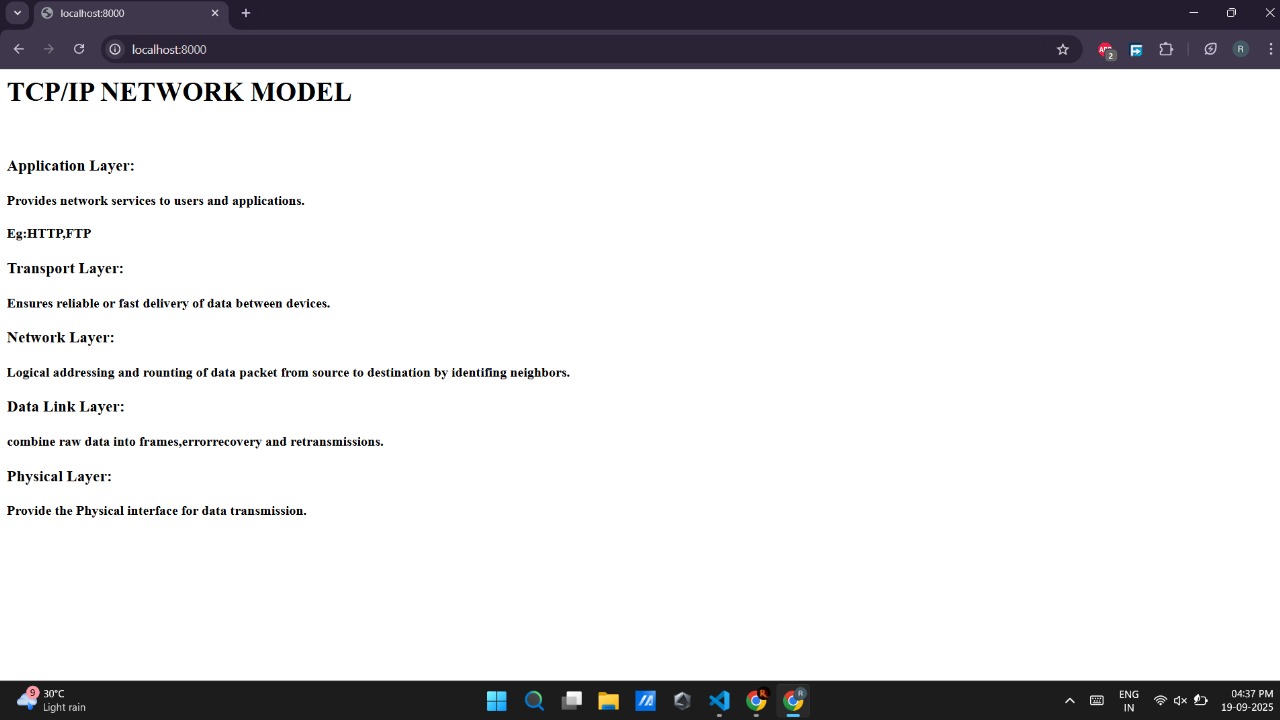 localhost:8000
localhost:8000
ABP
2
R
TCP/IP NETWORK MODEL
Application Layer:
Provides network services to users and applications.
Eg:HTTP,FTP
Transport Layer:
Ensures reliable or fast delivery of data between devices.
Network Layer:
Logical addressing and rounting of data packet from source to destination by identifing neighbors.
Data Link Layer:
combine raw data into frames,errorrecovery and retransmissions.
Physical Layer:
Provide the Physical interface for data transmission.
9
30°C
Light rain
R
R
ENG
IN
04:37 PM
19-09-2025